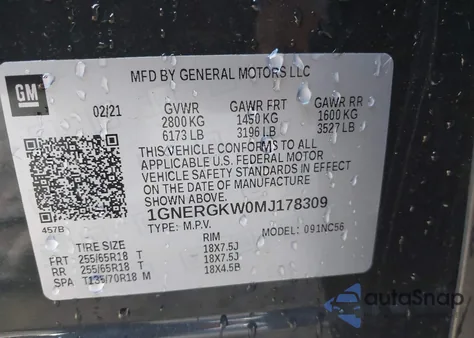 GM
MFD BY GENERAL MOTORS LLC
02/21 GVWR GAWR FRT GAWR RR
2800 KG 1450 KG 1600 KG
6173 LB 3196 LB 3527 LB
THIS VEHICLE CONFORMS TO ALL
APPLICABLE U.S. FEDERAL MOTOR
VEHICLE SAFETY STANDARDS IN EFFECT
ON THE DATE OF MANUFACTURE
SHOWN ABOVE.
1GNERGKW0MJ178309
457B TYPE: M.P.V. MODEL: 091NC56
TIRE SIZE RIM
FRT 255/65R18 T 18X7.5J
RR 255/65R18 T 18X7.5J
SPA T135/70R18 M 18X4.5B
autoSnap